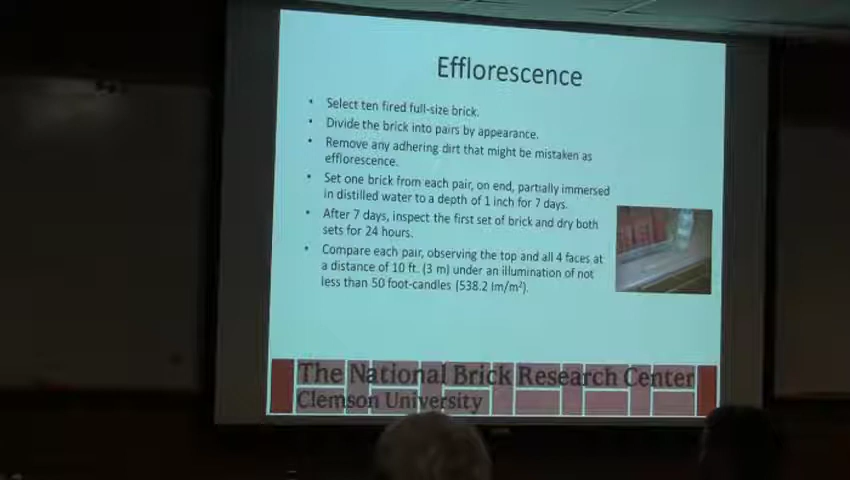 Efflorescence
• Select ten fired full-size brick.
• Divide the brick into pairs by appearance.
• Remove any adhering dirt that might be mistaken as
efflorescence.
• Set one brick from each pair, on end, partially immersed
in distilled water to a depth of 1 inch for 7 days.
• After 7 days, inspect the first set of brick and dry both
sets for 24 hours.
• Compare each pair, observing the top and all 4 faces at
a distance of 10 ft. (3 m) under an illumination of not
less than 50 foot-candles (538.2 lm/m²).
The National Brick Research Center
Clemson University